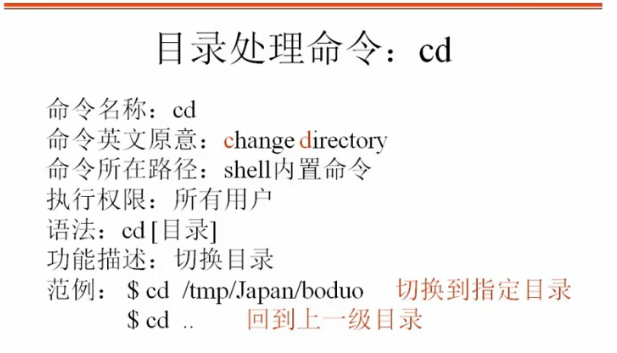 目录处理命令：cd
命令名称：cd
命令英文原意：change directory
命令所在路径：shell内置命令
执行权限：所有用户
语法：cd [目录]
功能描述：切换目录
范例： $ cd /tmp/Japan/boduo 切换到指定目录
$ cd .. 回到上一级目录